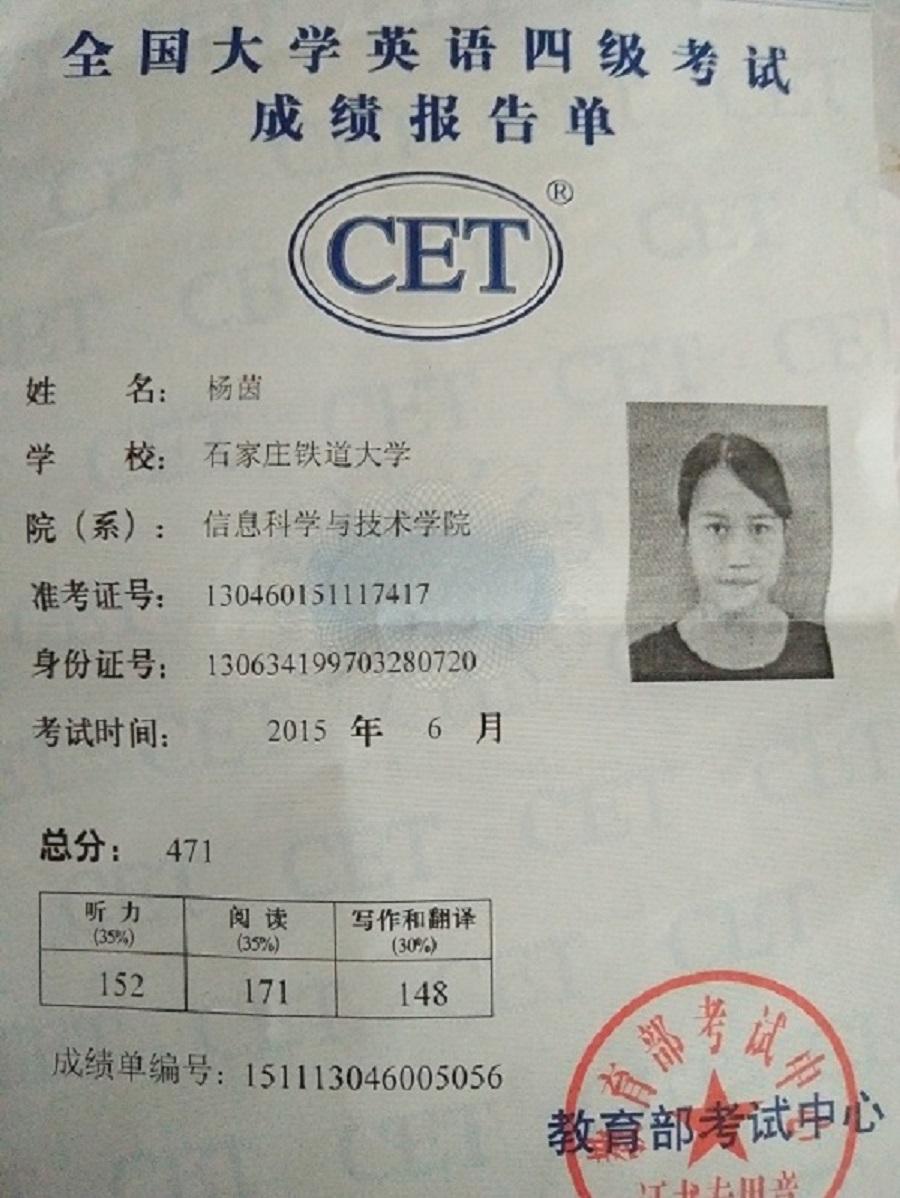 全国大学英语四级考试
成绩报告单
CET®
姓 名： 杨茵
学 校： 石家庄铁道大学
院（系）： 信息科学与技术学院
准考证号： 130460151117417
身份证号： 130634199703280720
考试时间： 2015 年 6 月
总分： 471
听力 阅读 写作和翻译
(35%) (35%) (30%)
152 171 148
成绩单编号：151113046005056
教育部考试中心
教育部考试中心
证书专用章